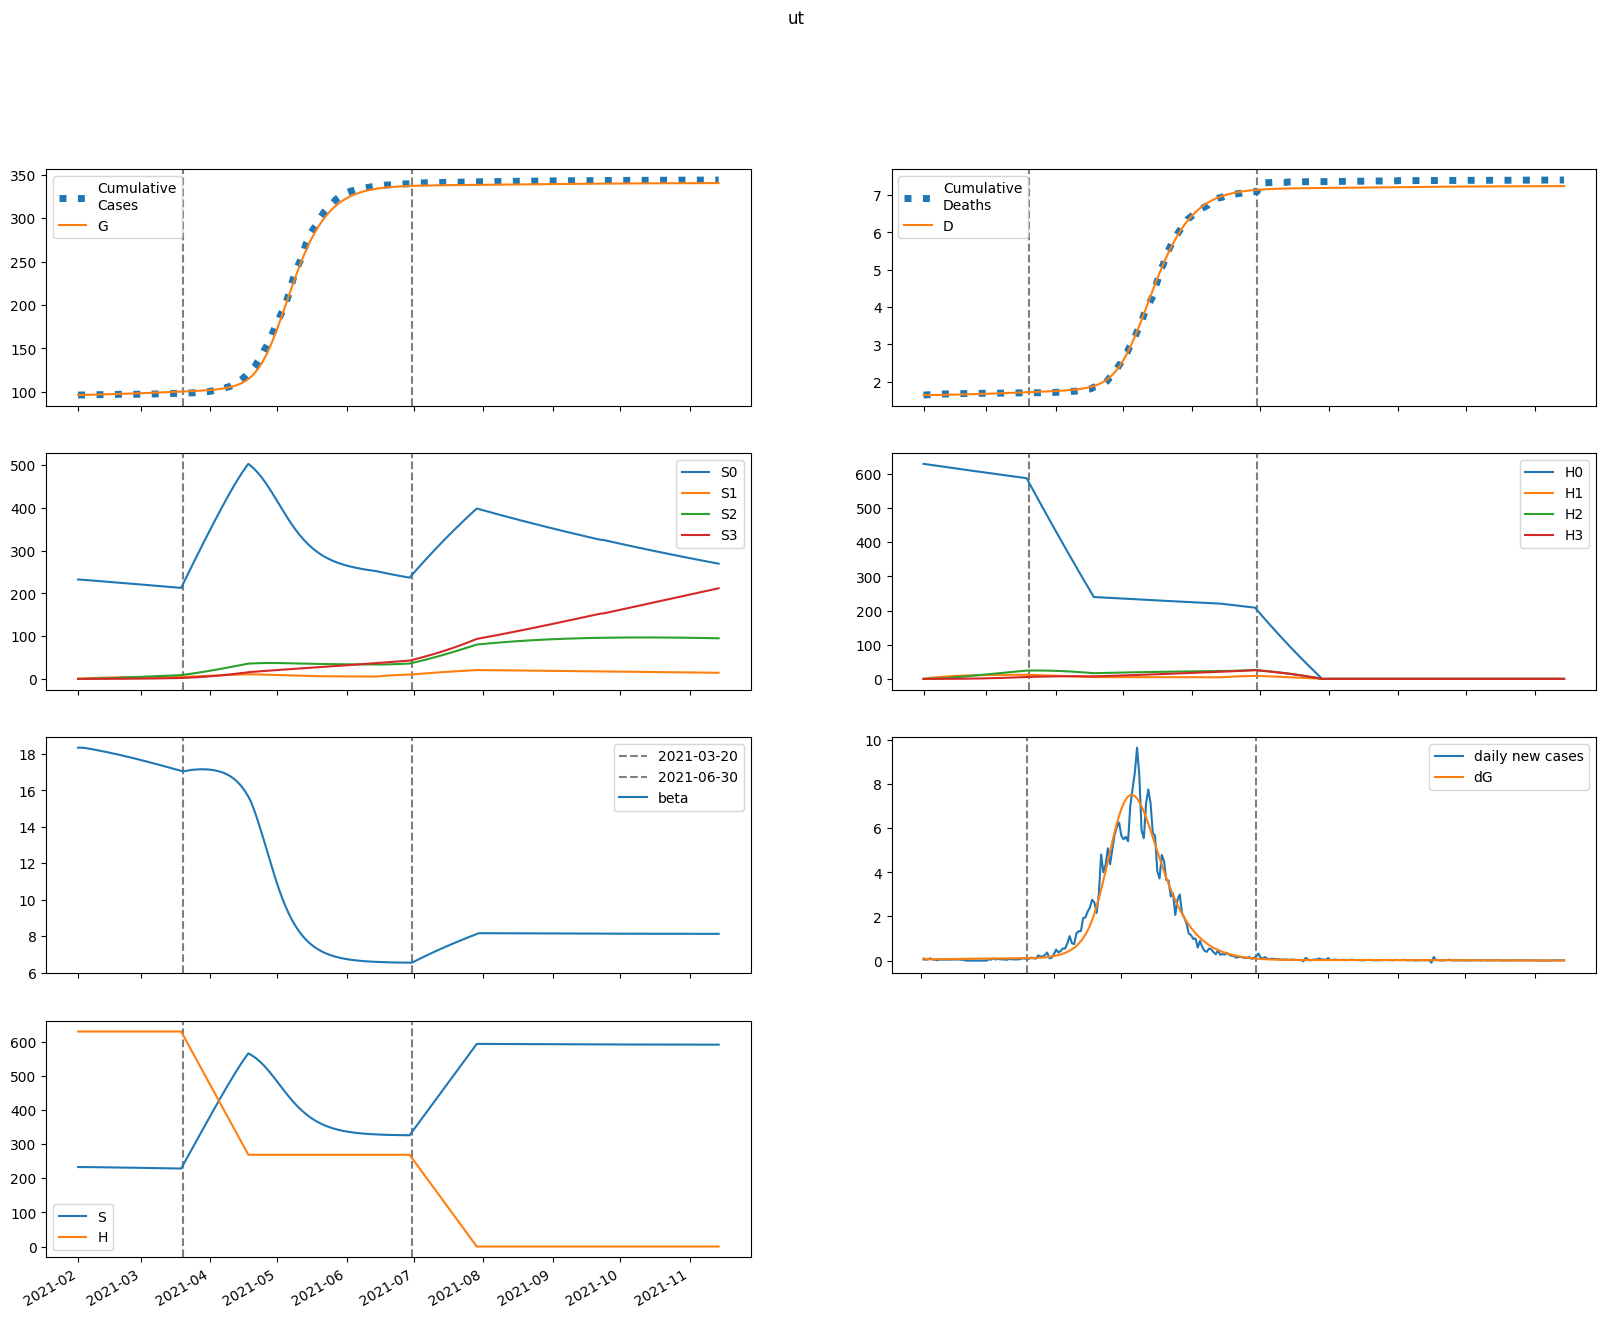 ut
350
300
250
200
150
100
Cumulative
Cases
G
7
6
5
4
3
2
Cumulative
Deaths
D
500
400
300
200
100
0
S0
S1
S2
S3
600
500
400
300
200
100
0
H0
H1
H2
H3
18
16
14
12
10
8
6
2021-03-20
2021-06-30
beta
10
8
6
4
2
0
daily new cases
dG
600
500
400
300
200
100
0
S
H
2021-02
2021-03
2021-04
2021-05
2021-06
2021-07
2021-08
2021-09
2021-10
2021-11